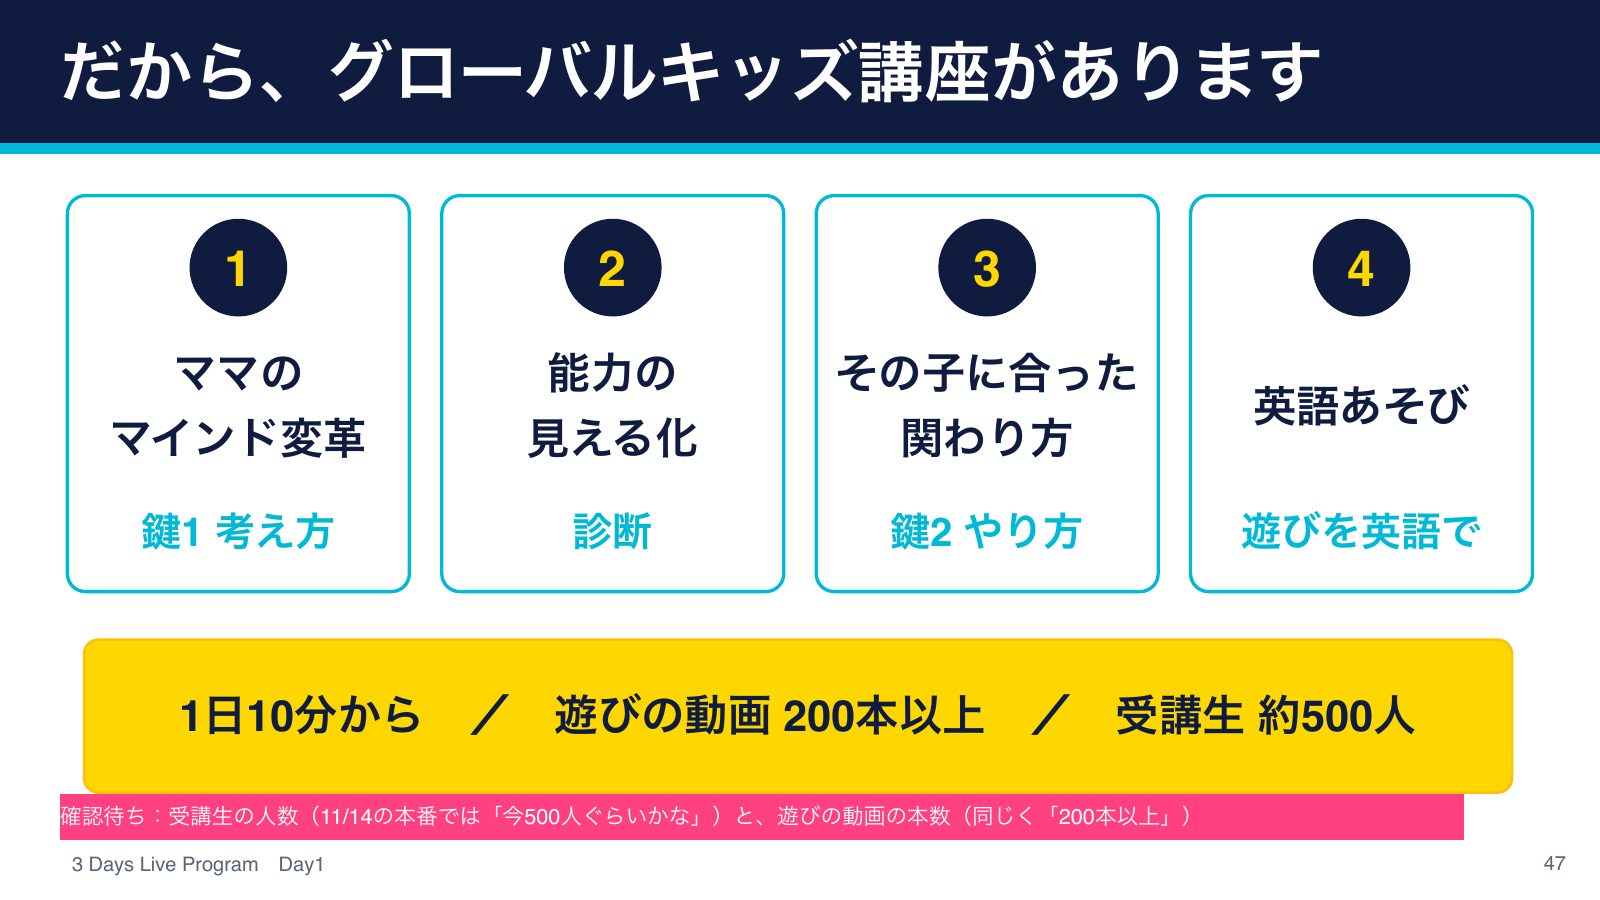 だから、グローバルキッズ講座があります
1
ママの
マインド変革
鍵1 考え方
2
能力の
見える化
診断
3
その子に合った
関わり方
鍵2 やり方
4
英語あそび
遊びを英語で
1日10分から ／ 遊びの動画 200本以上 ／ 受講生 約500人
確認待ち：受講生の人数（11/14の本番では「今500人ぐらいかな」）と、遊びの動画の本数（同じく「200本以上」）
3 Days Live Program Day1
47